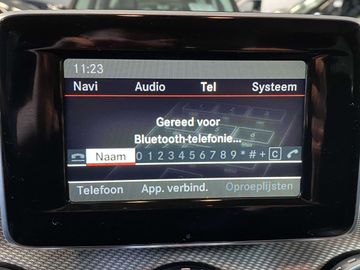 11:23
Navi Audio Tel Systeem
Gereed voor
Bluetooth-telefonie...
Naam 0 1 2 3 4 5 6 7 8 9 * # + C
Telefoon App. verbind. Oproeplijsten